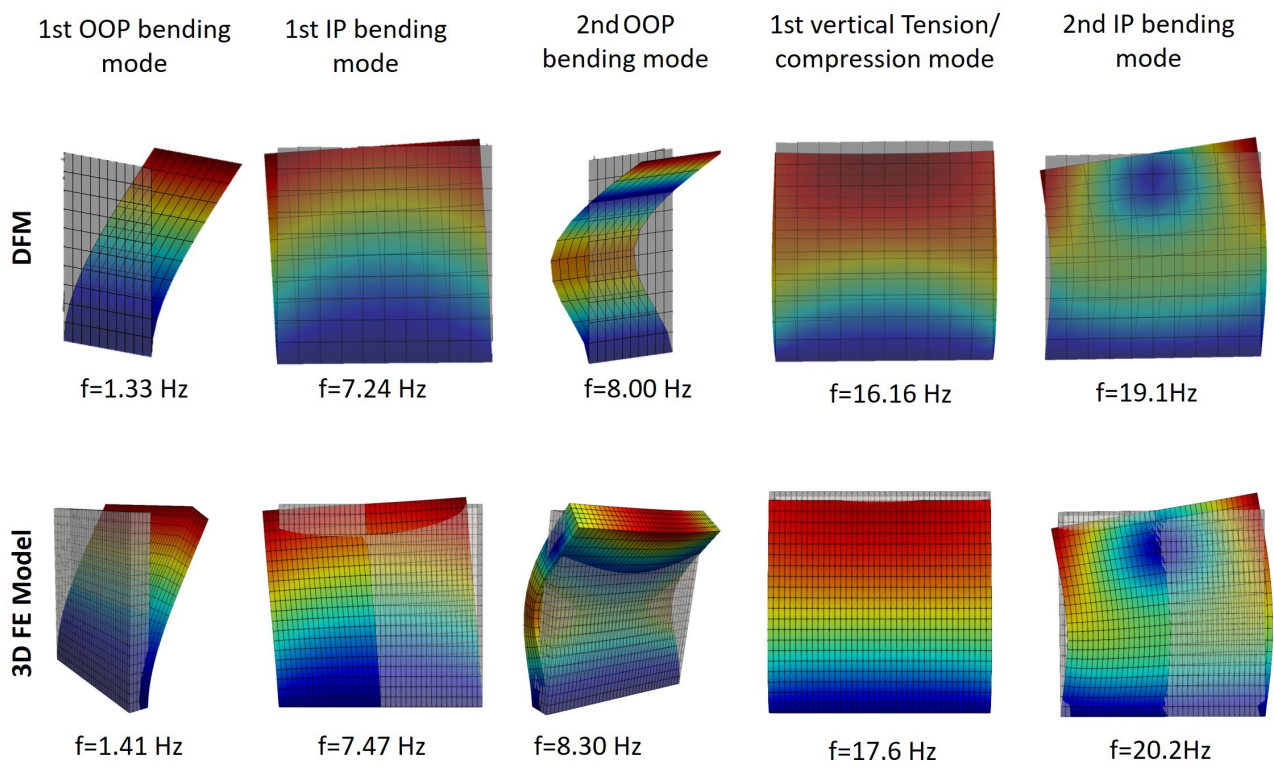 1st OOP bending
mode
1st IP bending
mode
2nd OOP
bending mode
1st vertical Tension/
compression mode
2nd IP bending
mode
DFM
f=1.33 Hz
f=7.24 Hz
f=8.00 Hz
f=16.16 Hz
f=19.1Hz
3D FE Model
f=1.41 Hz
f=7.47 Hz
f=8.30 Hz
f=17.6 Hz
f=20.2Hz